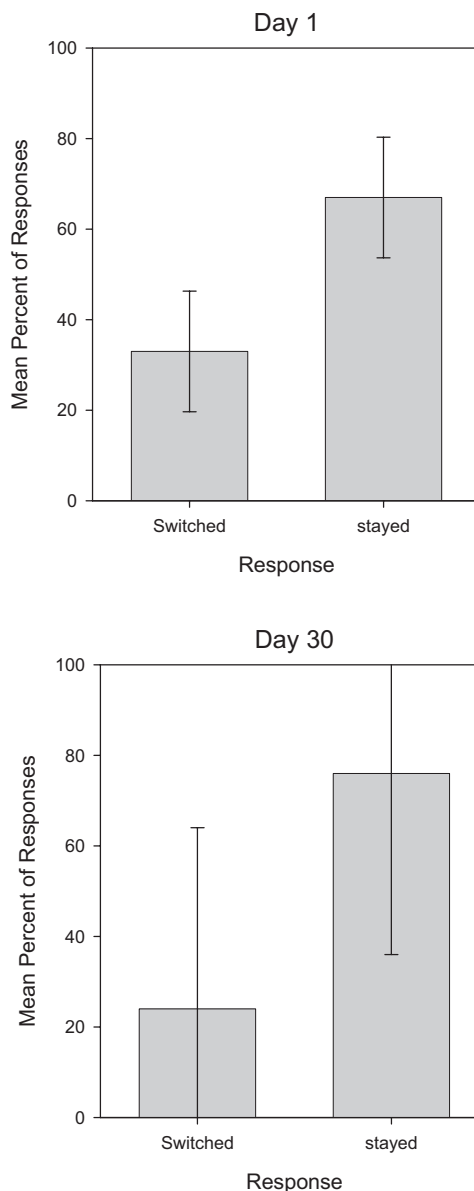 Day 1
100
80
60
40
20
0
Mean Percent of Responses
Switched stayed
Response
Day 30
100
80
60
40
20
0
Mean Percent of Responses
Switched stayed
Response